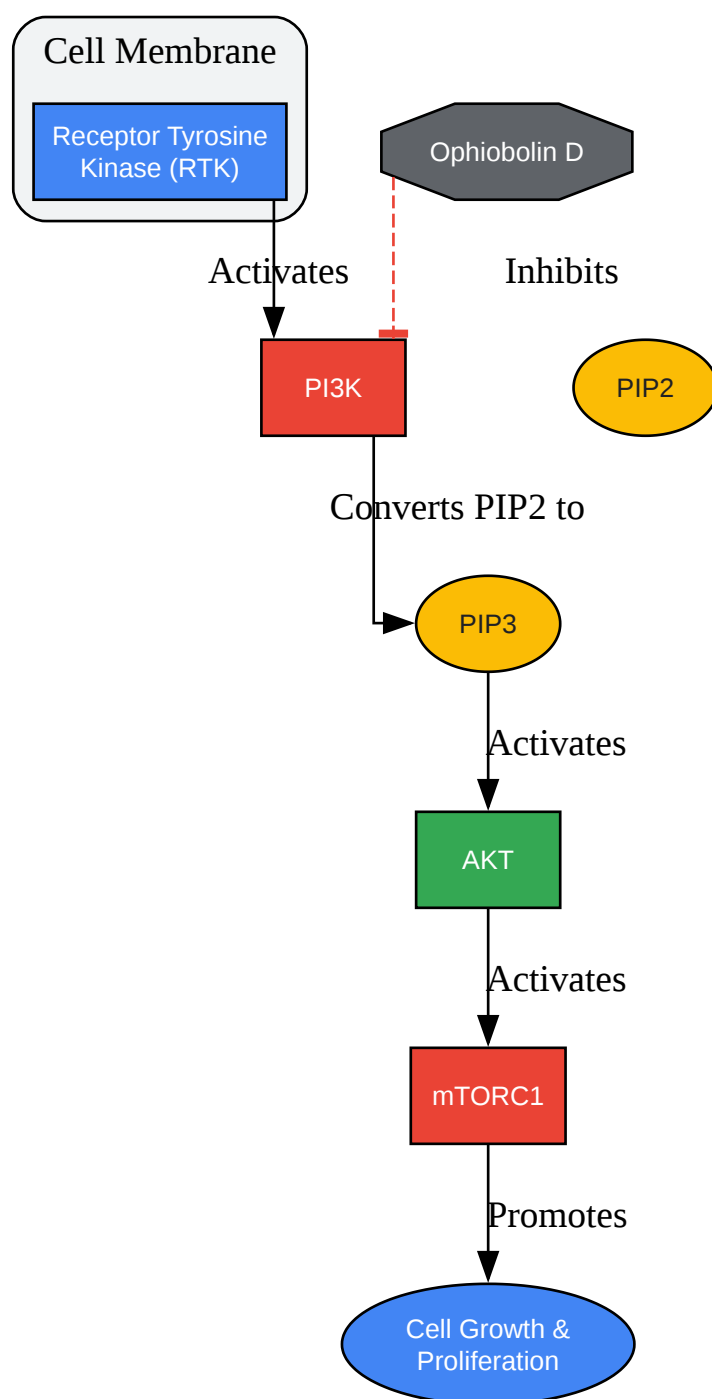 Cell Membrane
Receptor Tyrosine
Kinase (RTK)
Ophiobolin D
Activates
Inhibits
PI3K
PIP2
Converts PIP2 to
PIP3
Activates
AKT
Activates
mTORC1
Promotes
Cell Growth &
Proliferation